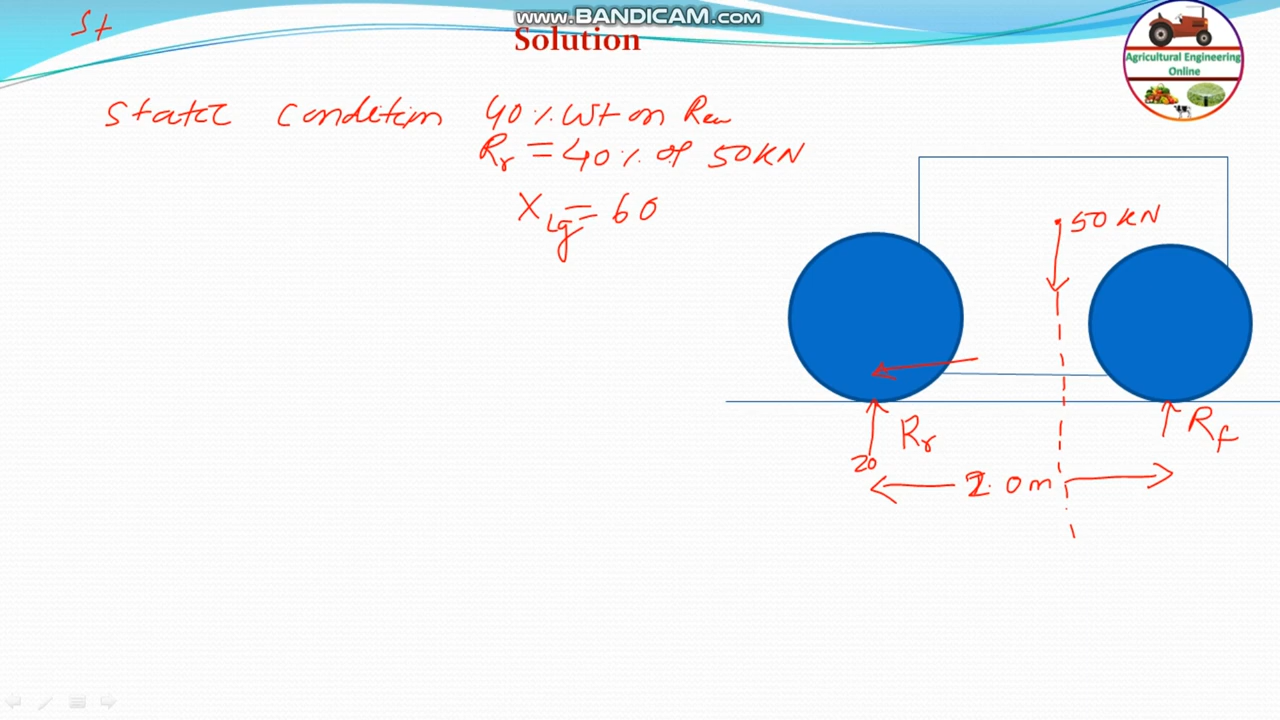 www.BANDICAM.com
Solution
St
Agricultural Engineering
Online
Static Condition 40% Wt on Rear
Rr = 40% of 50KN
Xcg = 60
50 KN
Rr
Rf
20
2.0m